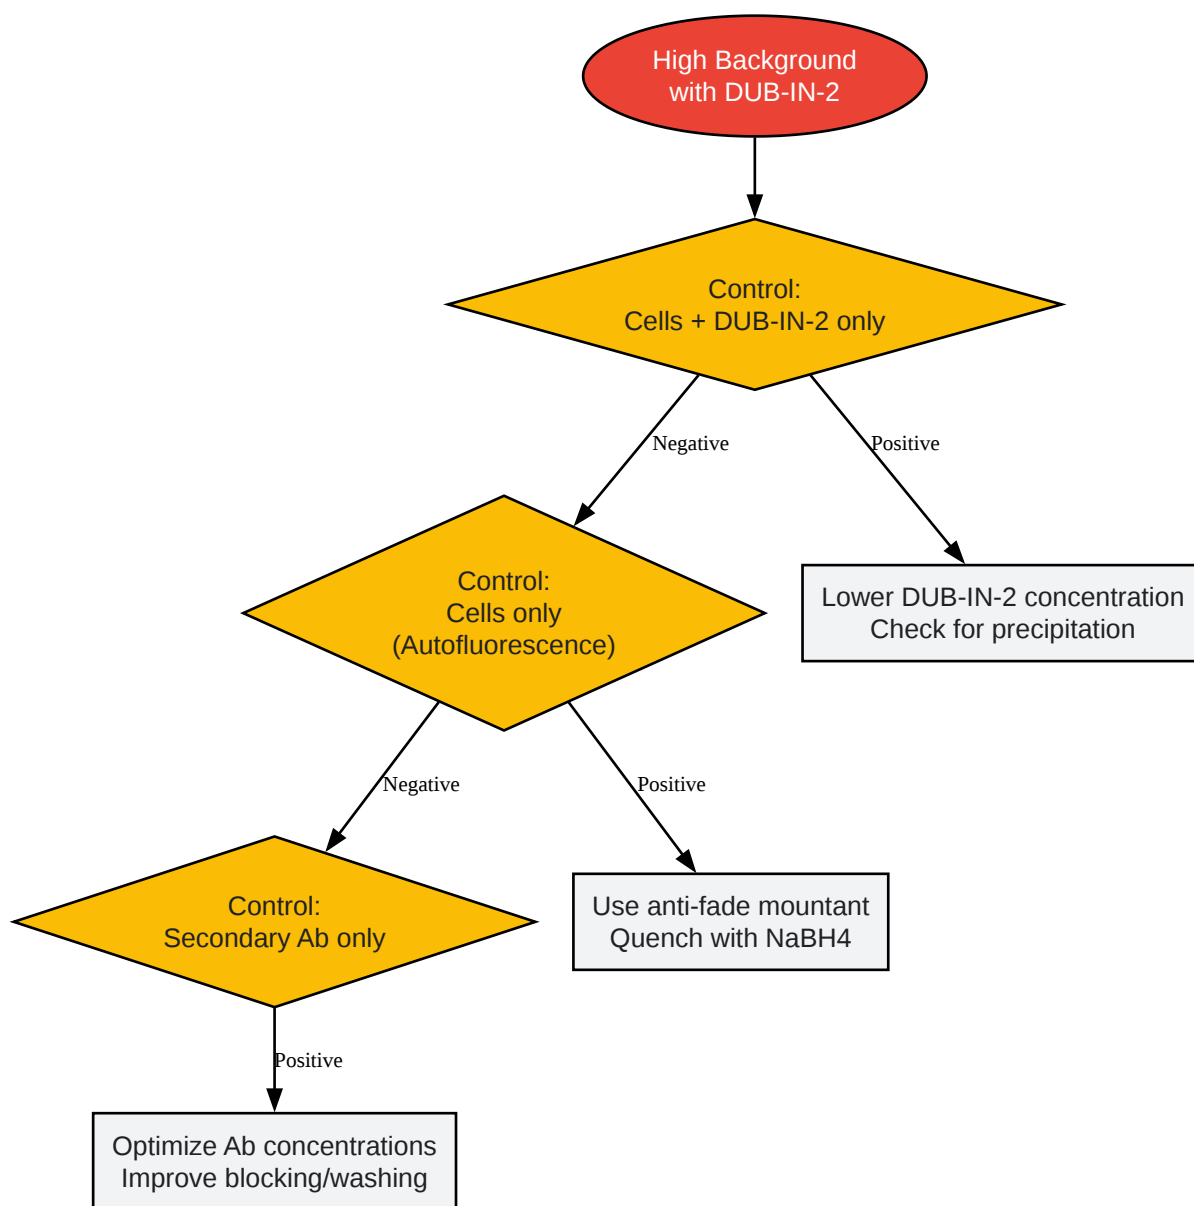 High Background
with DUB-IN-2
Control:
Cells + DUB-IN-2 only
Negative
Positive
Control:
Cells only
(Autofluorescence)
Lower DUB-IN-2 concentration
Check for precipitation
Negative
Positive
Control:
Secondary Ab only
Use anti-fade mountant
Quench with NaBH4
Positive
Optimize Ab concentrations
Improve blocking/washing